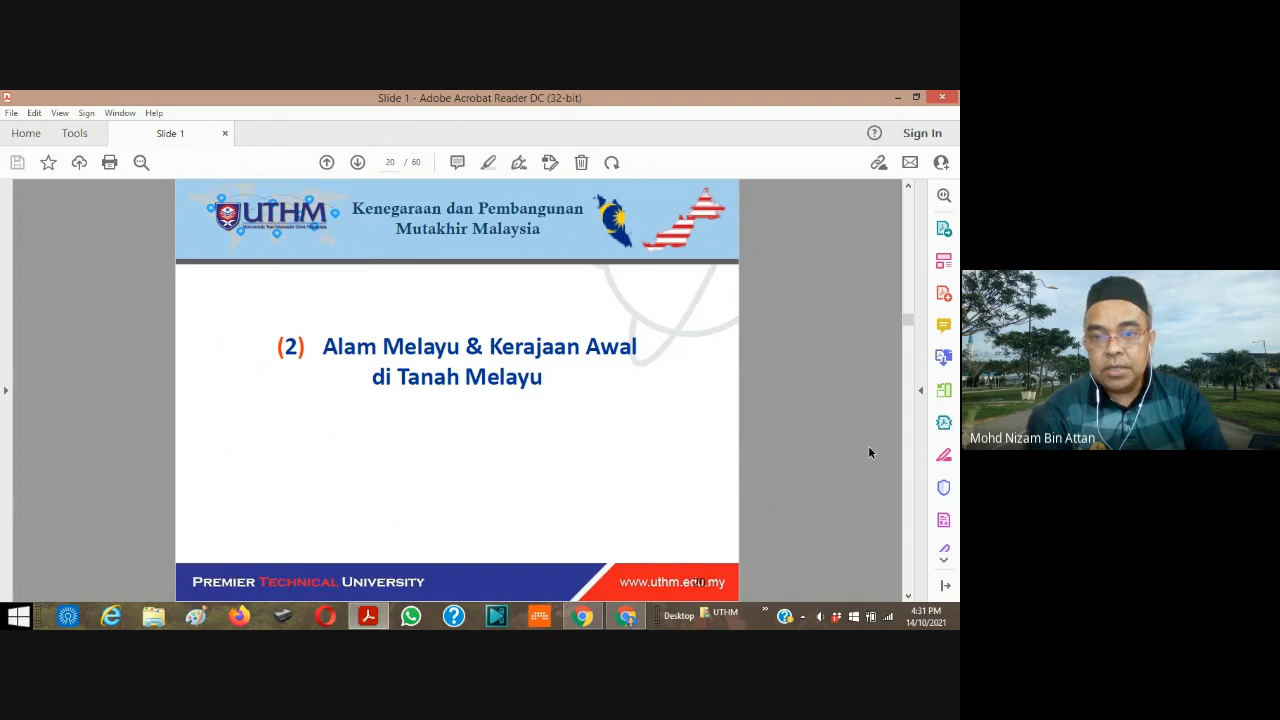 Slide 1 - Adobe Acrobat Reader DC (32-bit)
File Edit View Sign Window Help
Home Tools Slide 1 × Sign In
20 / 60
UTHM
Kenegaraan dan Pembangunan
Mutakhir Malaysia
(2) Alam Melayu & Kerajaan Awal
di Tanah Melayu
Mohd Nizam Bin Attan
PREMIER TECHNICAL UNIVERSITY
www.uthm.edu.my
20
Desktop UTHM
4:31 PM
14/10/2021